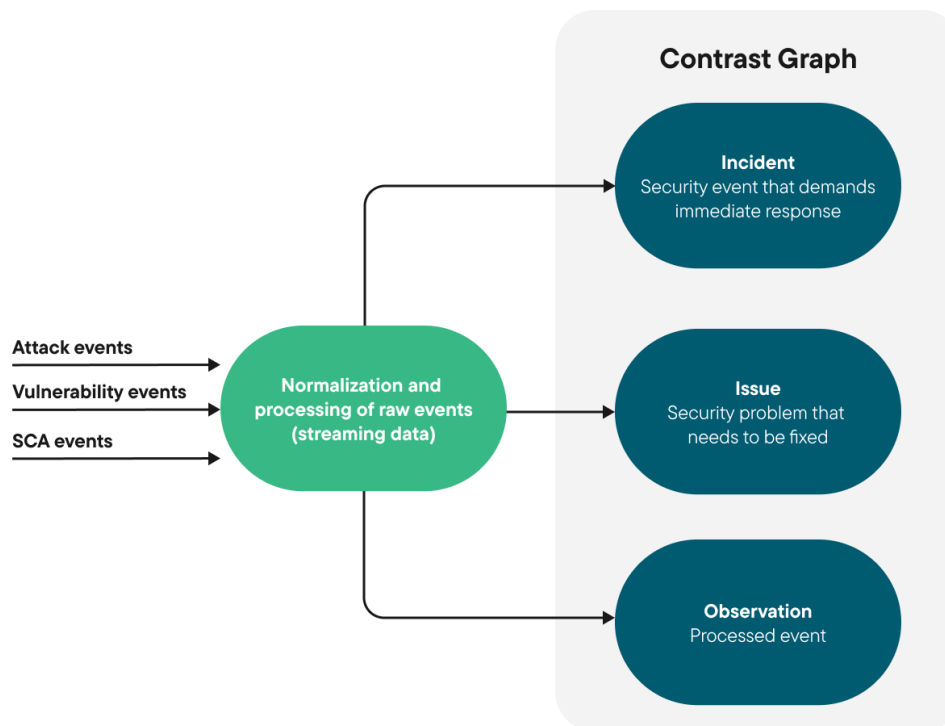 Contrast Graph
Incident
Security event that demands
immediate response
Attack events
Vulnerability events
SCA events
Normalization and
processing of raw events
(streaming data)
Issue
Security problem that
needs to be fixed
Observation
Processed event